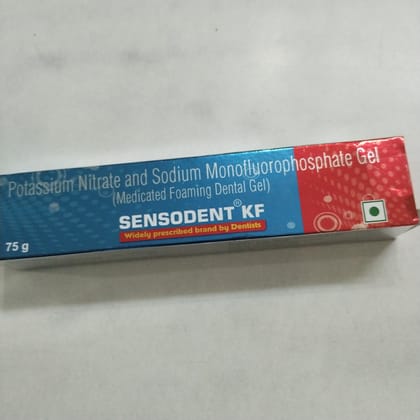 Potassium Nitrate and Sodium Monofluorophosphate Gel
(Medicated Foaming Dental Gel)
SENSODENT® KF
Widely prescribed brand by Dentists
75 g